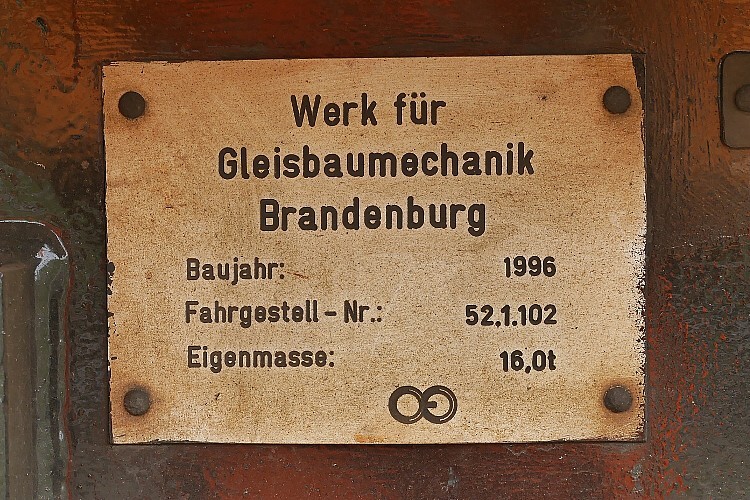 Werk für
Gleisbaumechanik
Brandenburg
Baujahr: 1996
Fahrgestell - Nr.: 52.1.102
Eigenmasse: 16,0t